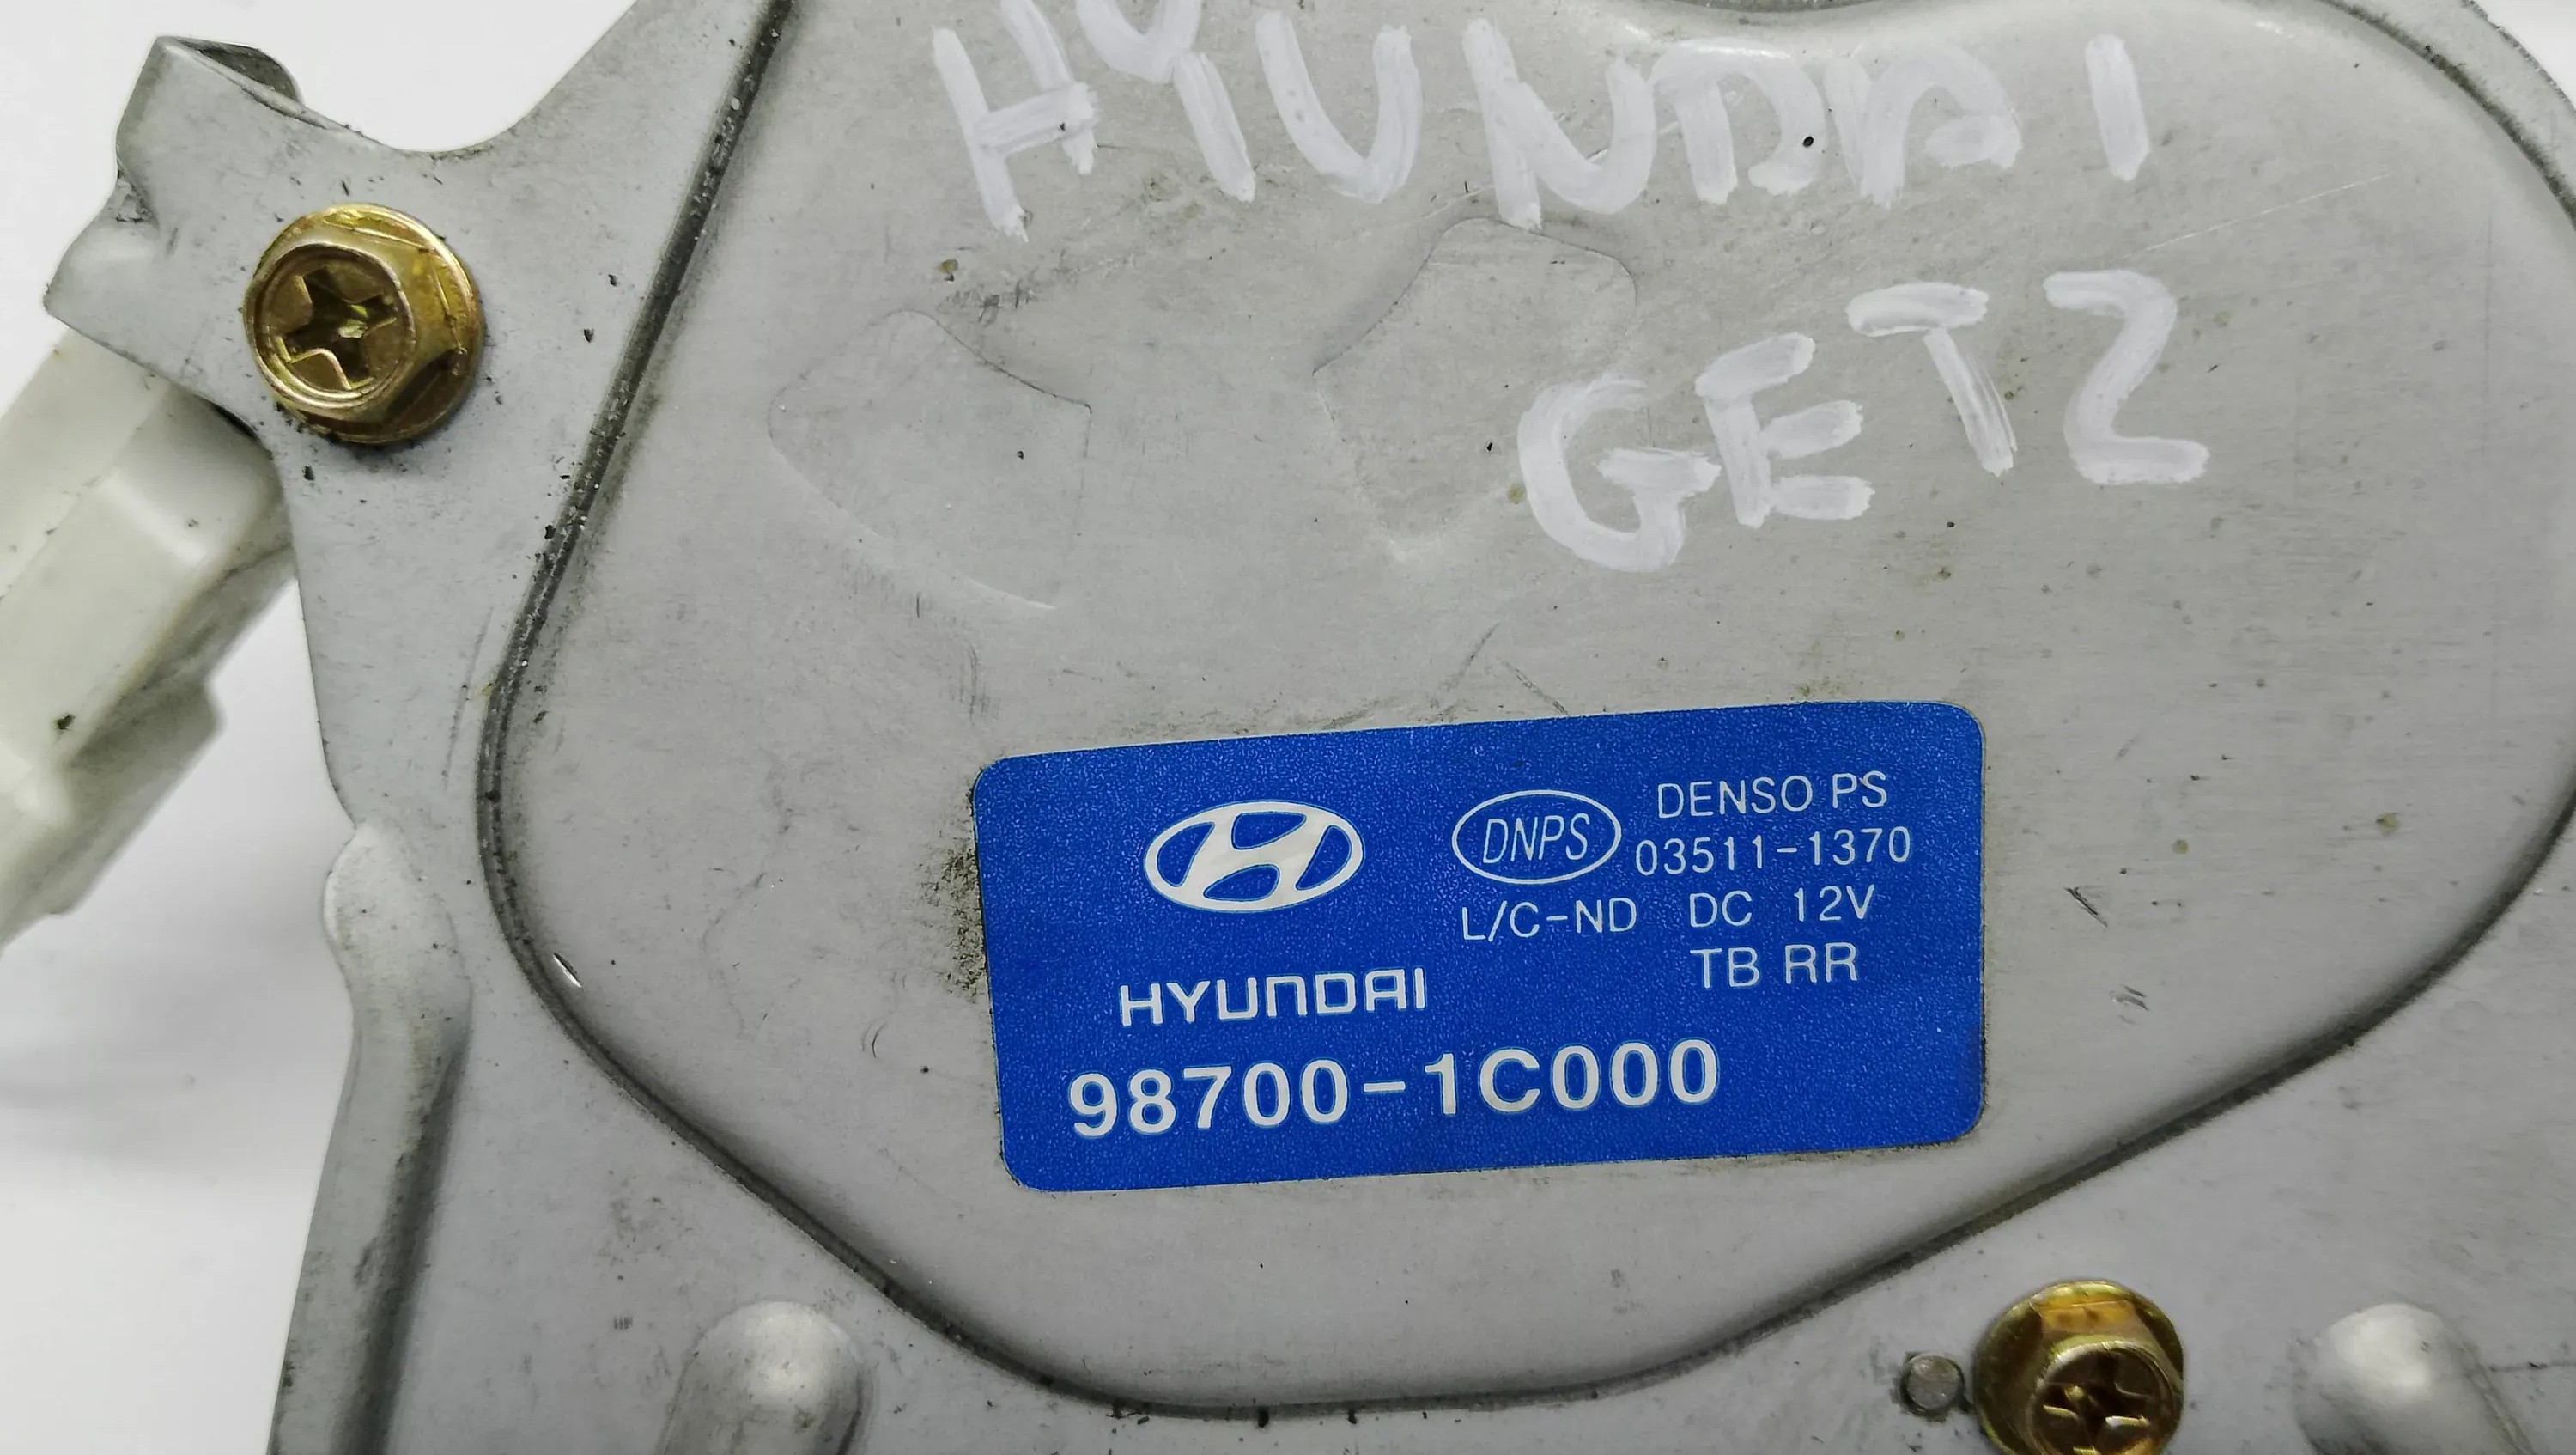 HYUNDAI
GETZ
DNPS
DENSO PS
03511-1370
L/C-ND DC 12V
TB RR
HYUNDAI
98700-1C000